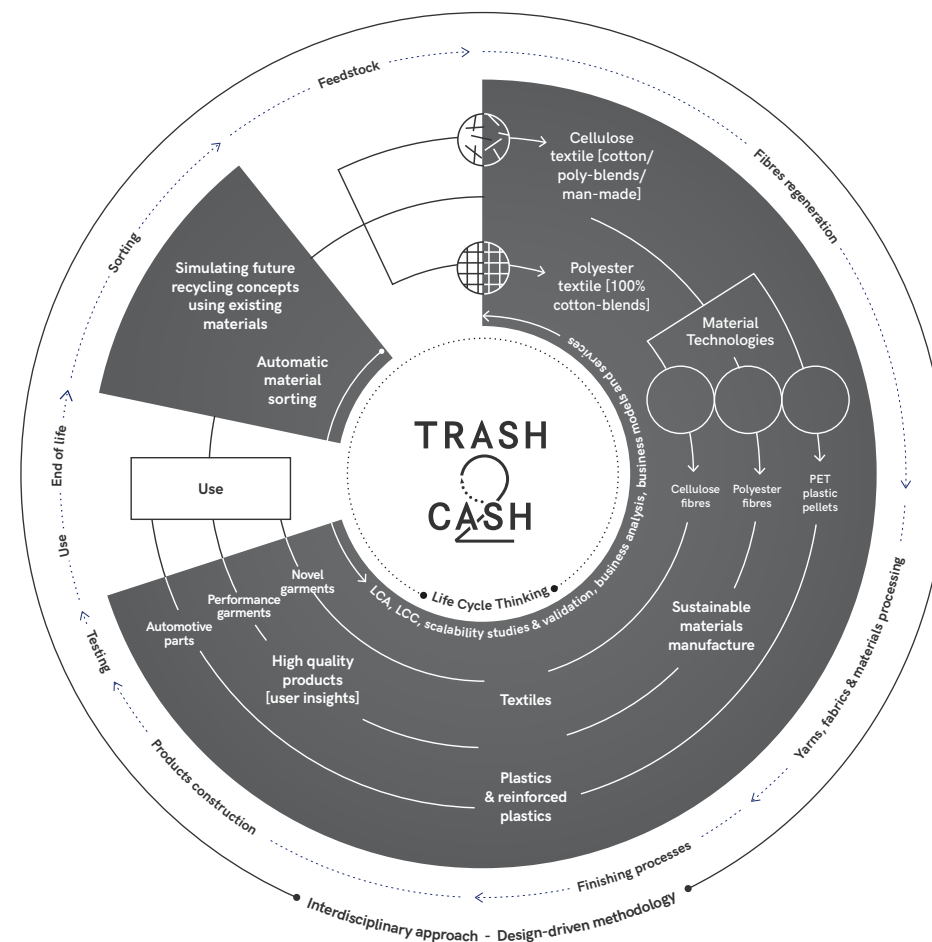 Feedstock
Fibres regeneration
Yarns, fabrics & materials processing
Finishing processes
Products construction
Testing
Use
End of life
Sorting
Cellulose
textile [cotton/
poly-blends/
man-made]
Polyester
textile [100%
cotton-blends]
Material
Technologies
Cellulose
fibres
Polyester
fibres
PET
plastic
pellets
Sustainable
materials
manufacture
Textiles
Plastics
& reinforced
plastics
High quality
products
[user insights]
Novel
garments
Performance
garments
Automotive
parts
Use
Simulating future
recycling concepts
using existing
materials
Automatic
material
sorting
TRASH
2
CASH
Life Cycle Thinking
LCA, LCC, scalability studies & validation, business analysis, business models and services
Interdisciplinary approach - Design-driven methodology